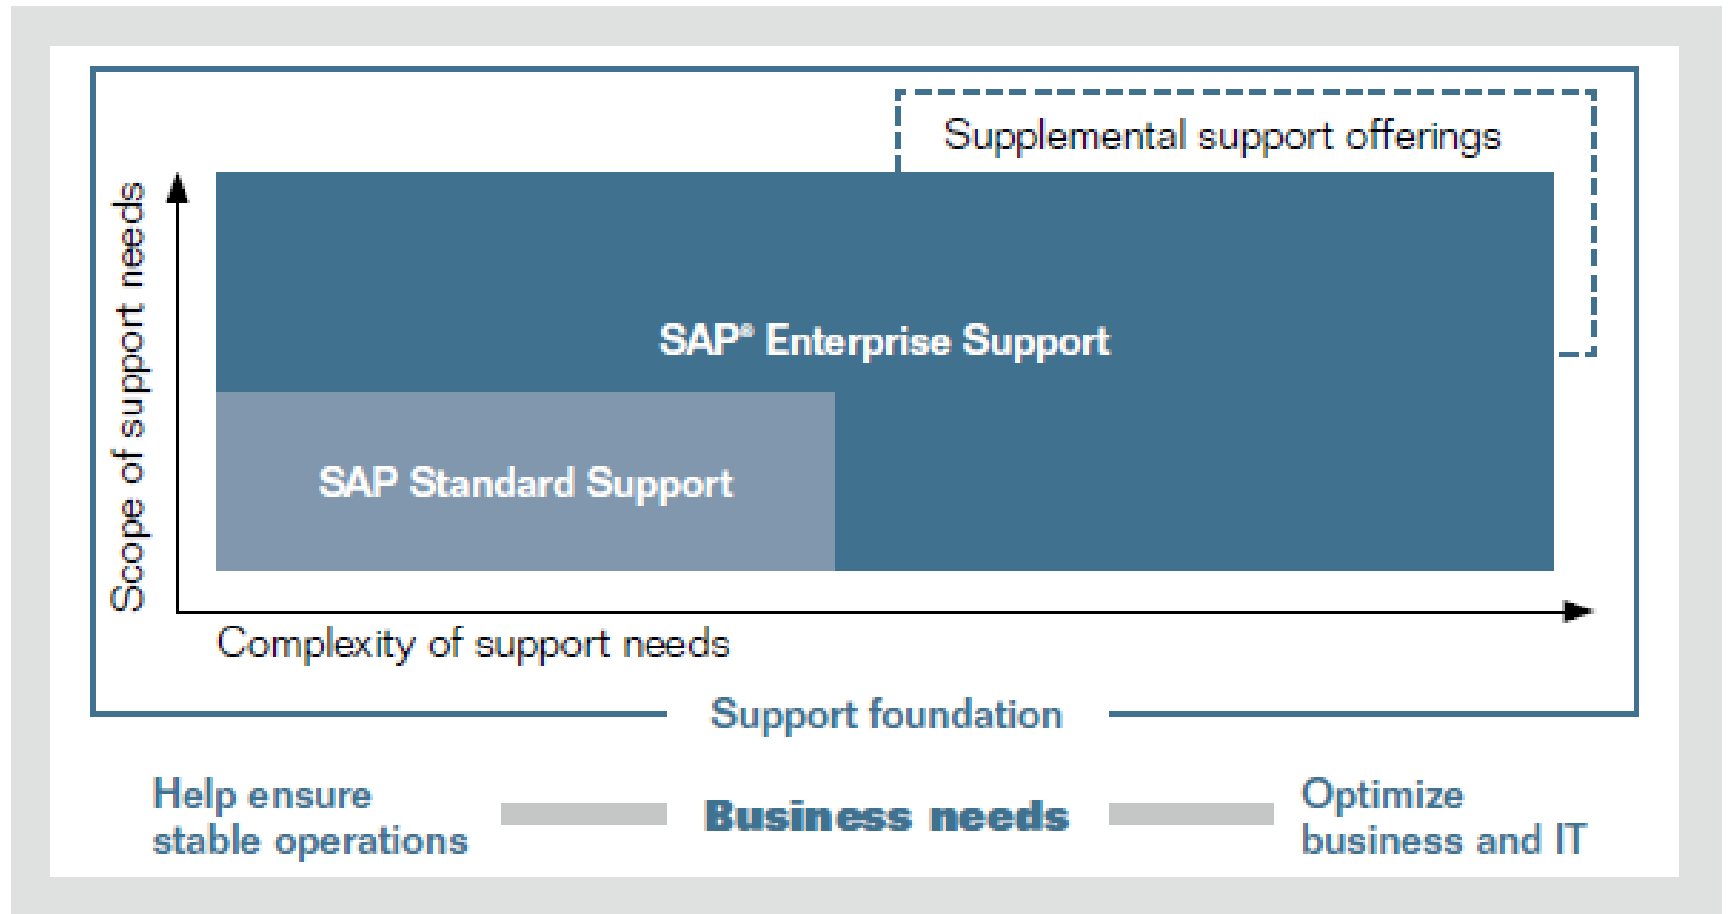 Supplemental support offerings
Scope of support needs
SAP® Enterprise Support
SAP Standard Support
Complexity of support needs
Support foundation
Help ensure
stable operations
Business needs
Optimize
business and IT